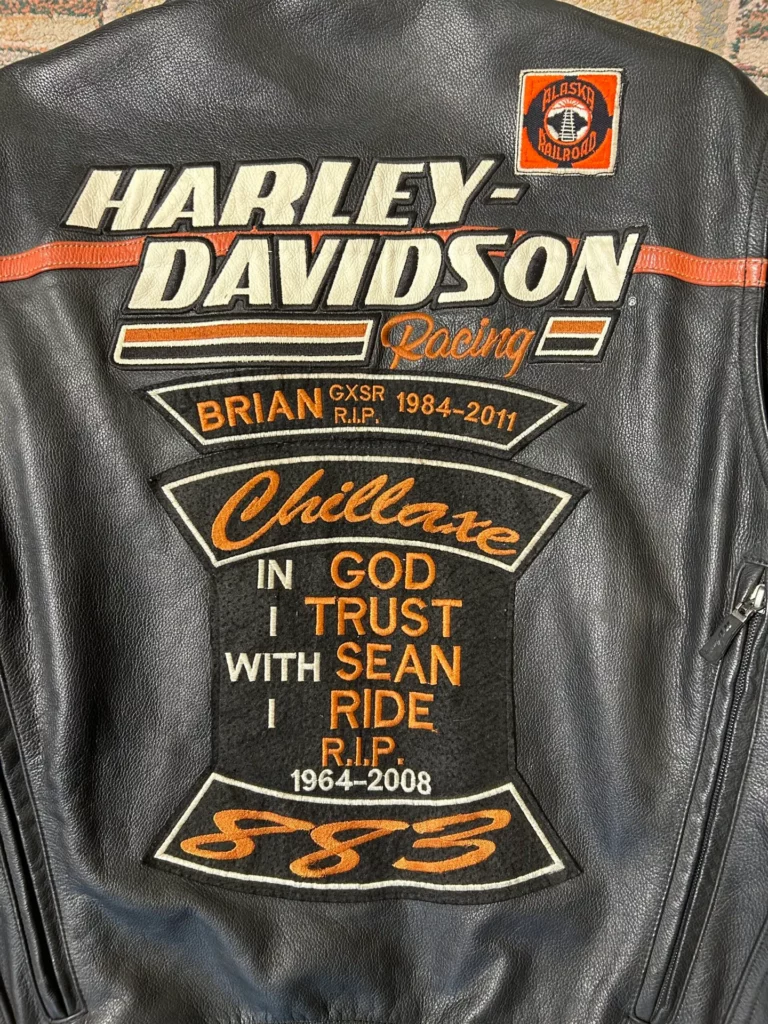 ALASKA
RAILROAD
HARLEY-
DAVIDSON
®
Racing
BRIAN GXSR R.I.P. 1984-2011
Chillaxe
IN GOD
I TRUST
WITH SEAN
I RIDE
R.I.P.
1964-2008
883